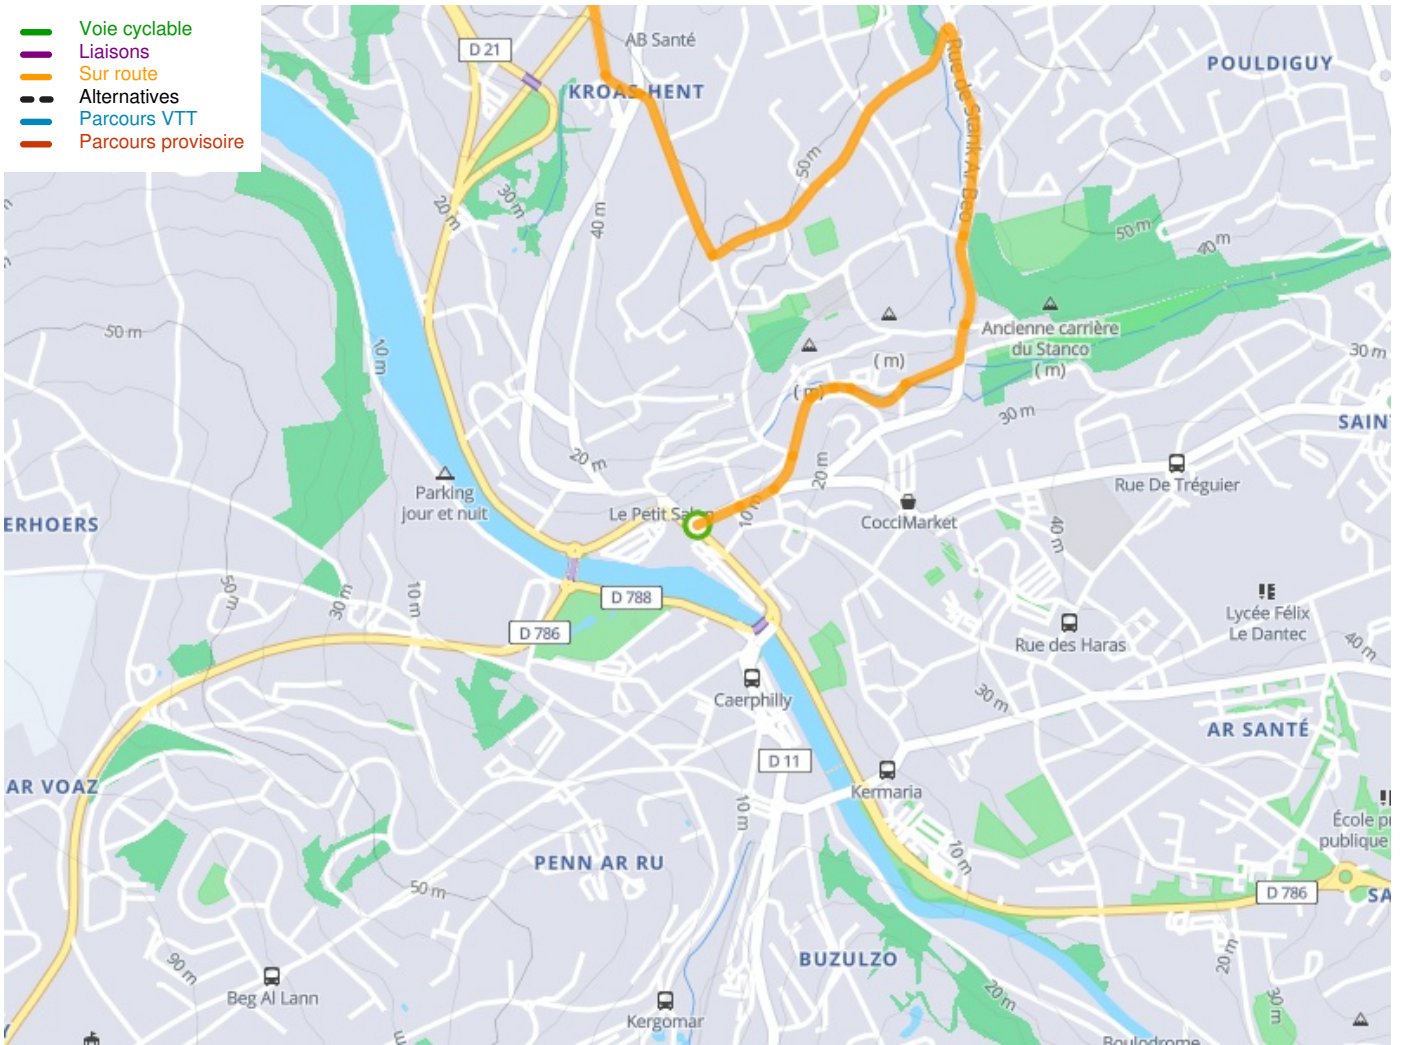 Voie cyclable
Liaisons
Sur route
Alternatives
Parcours VTT
Parcours provisoire
D 21
AB Santé
KROAS-HENT
POULDIGUY
Rue de Stank Ar Beo
50 m
30 m
20 m
40 m
50 m
40 m
50 m
10 m
Ancienne carrière
du Stanco
( m)
( m)
( m)
30 m
30 m
SAINT
20 m
20 m
Parking
jour et nuit
Rue De Tréguier
ERHOERS
Le Petit Salon
10 m
CocciMarket
40 m
50 m
30 m
10 m
D 788
D 786
Lycée Félix
Le Dantec
Rue des Haras
40 m
Caerphilly
30 m
AR SANTÉ
D 11
AR VOAZ
Kermaria
10 m
École pr
publique
PENN AR RU
10 m
50 m
D 786
SA
BUZULZO
90 m
20 m
Beg Al Lann
20 m
30 m
Kergomar
m
Boulodrome